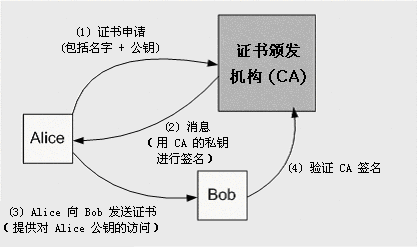 (1) 证书申请
(包括名字 + 公钥)
证书颁发
机构 (CA)
Alice
(2) 消息
(用 CA 的私钥
进行签名)
Bob
(4) 验证 CA 签名
(3) Alice 向 Bob 发送证书
(提供对 Alice 公钥的访问)